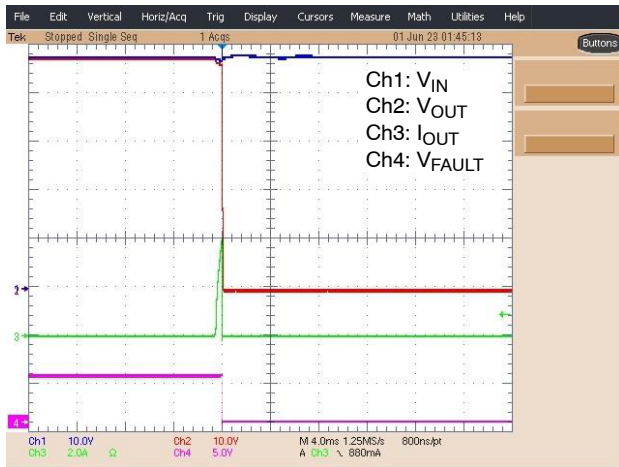 File Edit Vertical Horiz/Acq Trig Display Cursors Measure Math Utilities Help
Tek Stopped Single Seq 1 Acqs 01 Jun 23 01:45:13
Buttons
Ch1: VIN
Ch2: VOUT
Ch3: IOUT
Ch4: VFAULT
3
4
Ch1 10.0V Ch2 10.0V M 4.0ms 1.25MS/s 800ns/pt
Ch3 2.0A Ω Ch4 5.0V A Ch3 ↘ 880mA